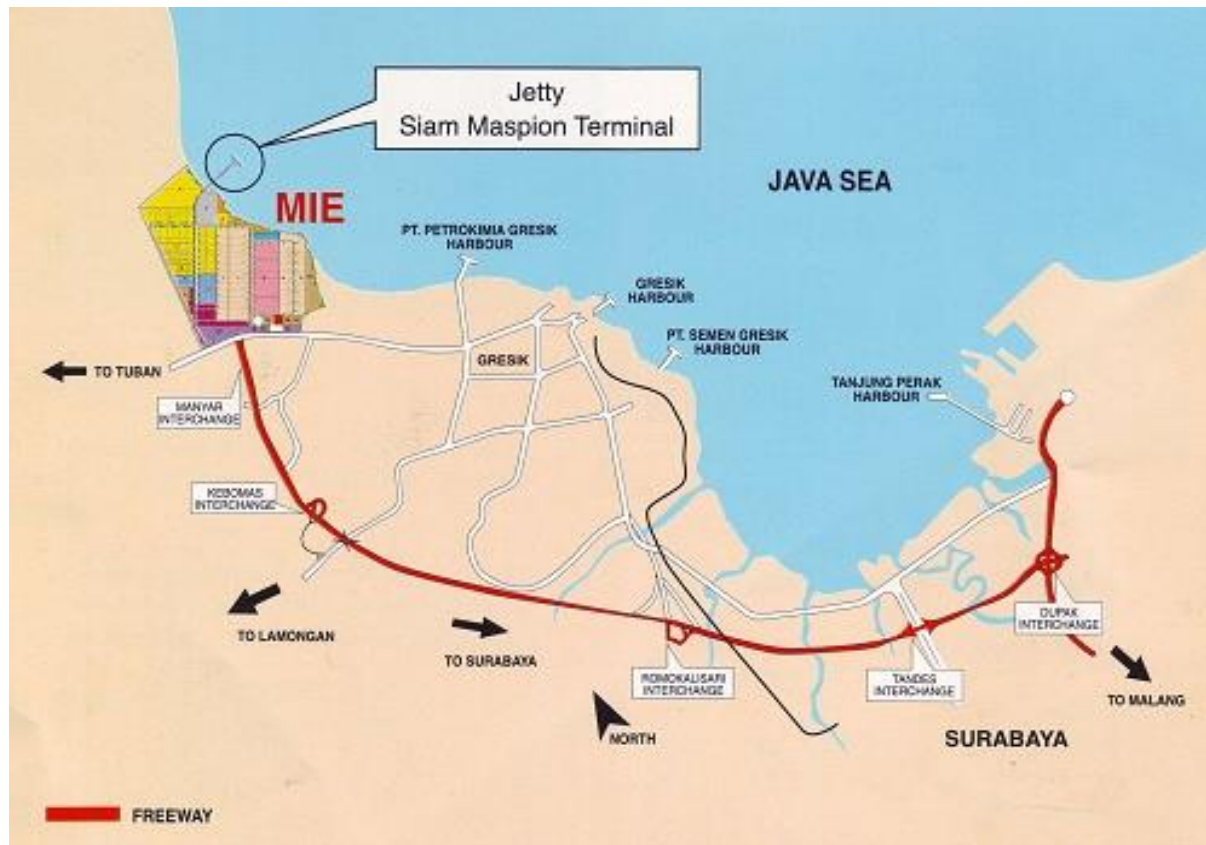 Jetty
Siam Maspion Terminal
JAVA SEA
MIE
PT. PETROKIMIA GRESIK
HARBOUR
GRESIK
HARBOUR
PT. SEMEN GRESIK
HARBOUR
GRESIK
TO TUBAN
TANJUNG PERAK
HARBOUR
MANYAR
INTERCHANGE
KEBOMAS
INTERCHANGE
TO LAMONGAN
TO SURABAYA
ROMOKALISARI
INTERCHANGE
TANDES
INTERCHANGE
DUPAK
INTERCHANGE
TO MALANG
NORTH
SURABAYA
FREEWAY